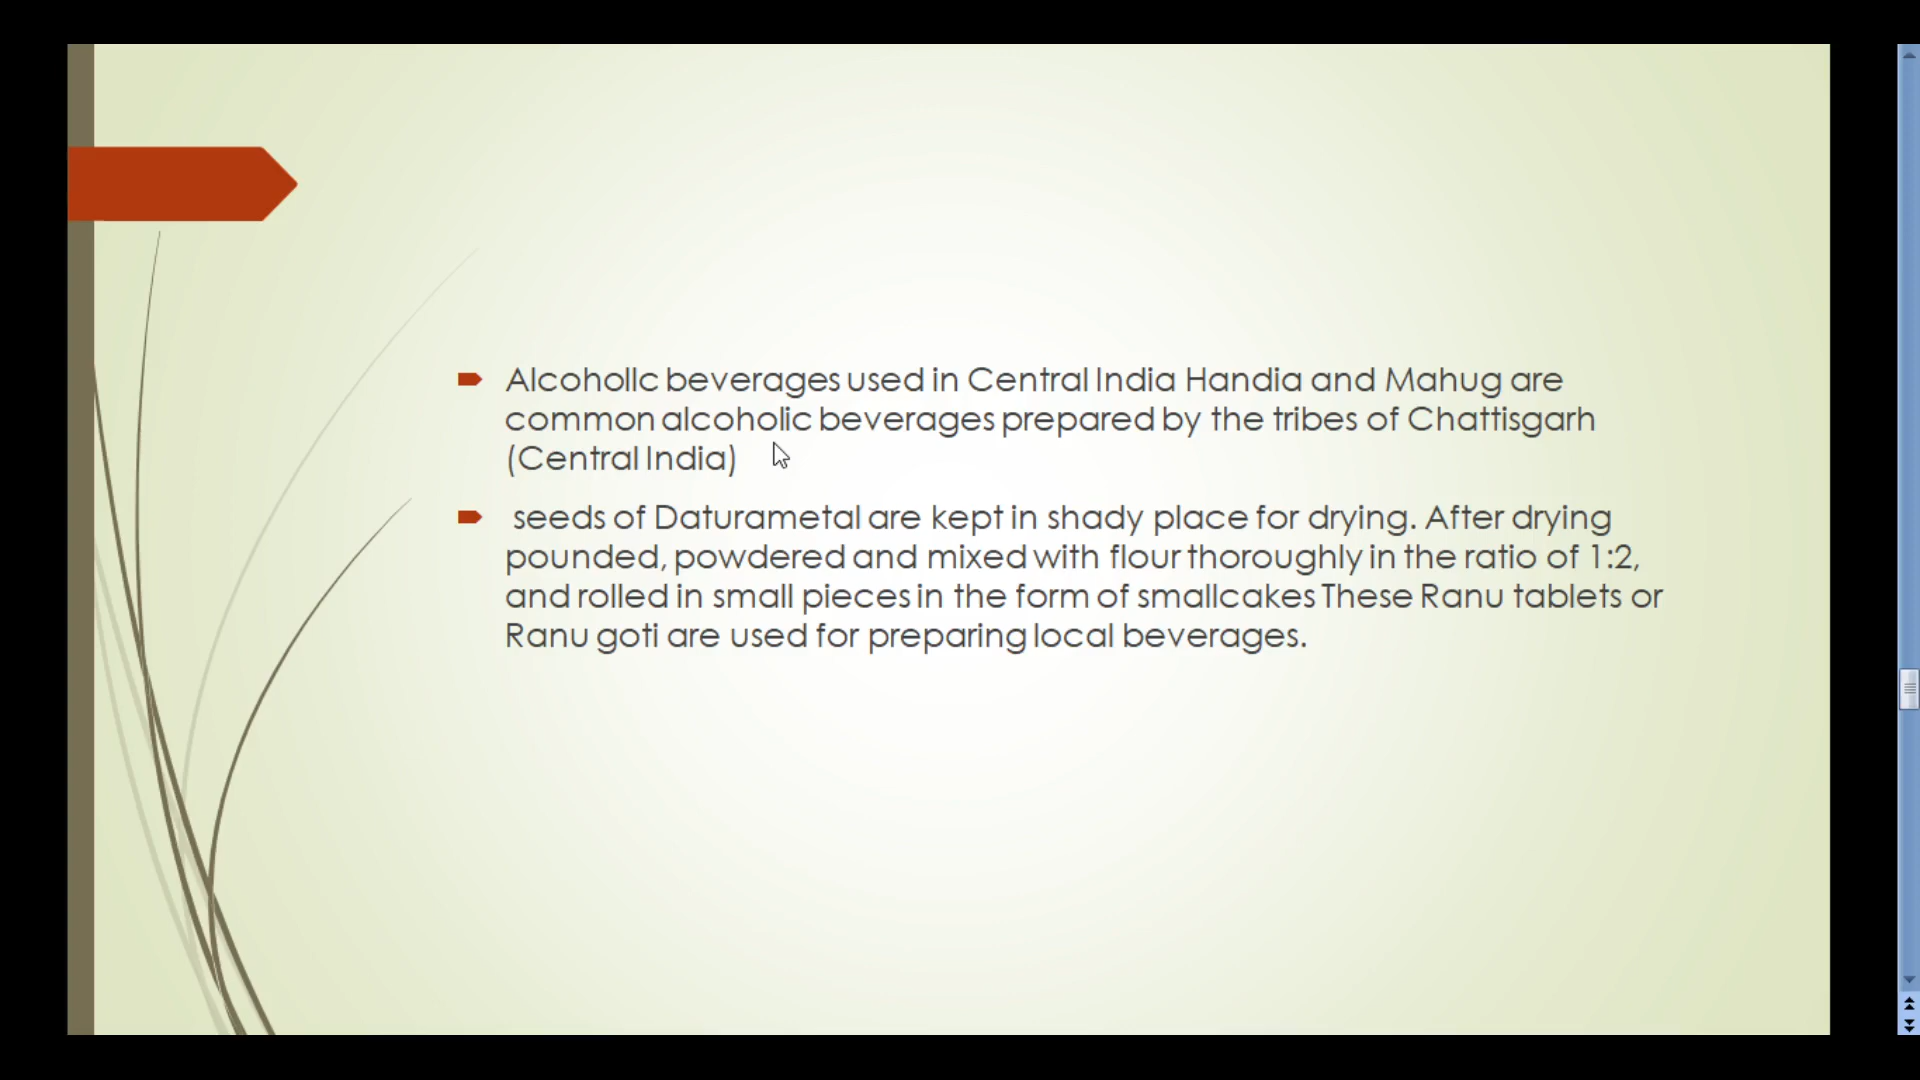 Alcohollc beverages used in Central India Handia and Mahug are
common alcoholic beverages prepared by the tribes of Chattisgarh
(Central India)
seeds of Daturametal are kept in shady place for drying. After drying
pounded, powdered and mixed with flour thoroughly in the ratio of 1:2,
and rolled in small pieces in the form of smallcakes These Ranu tablets or
Ranu goti are used for preparing local beverages.